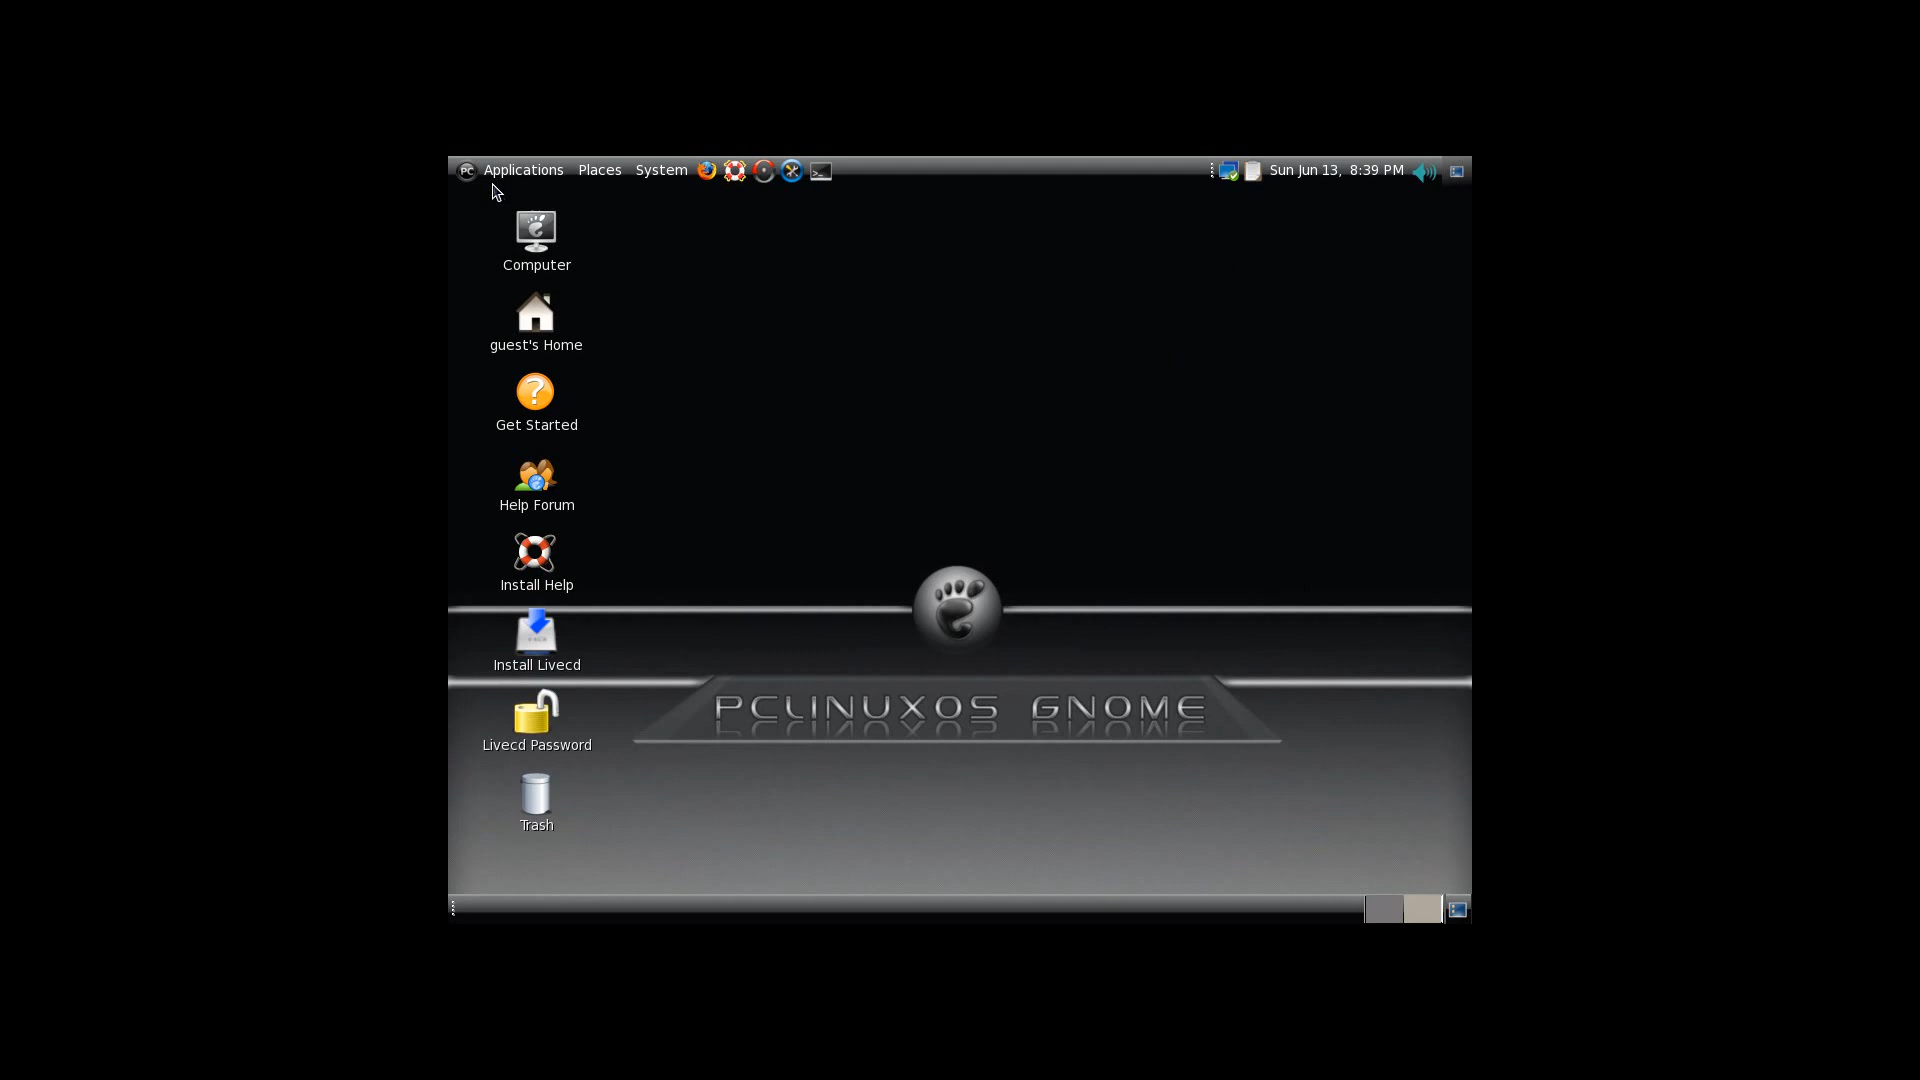 Applications Places System Sun Jun 13, 8:39 PM
Computer
guest's Home
Get Started
Help Forum
Install Help
Install Livecd
PCLINUXOS GNOME
Livecd Password
Trash